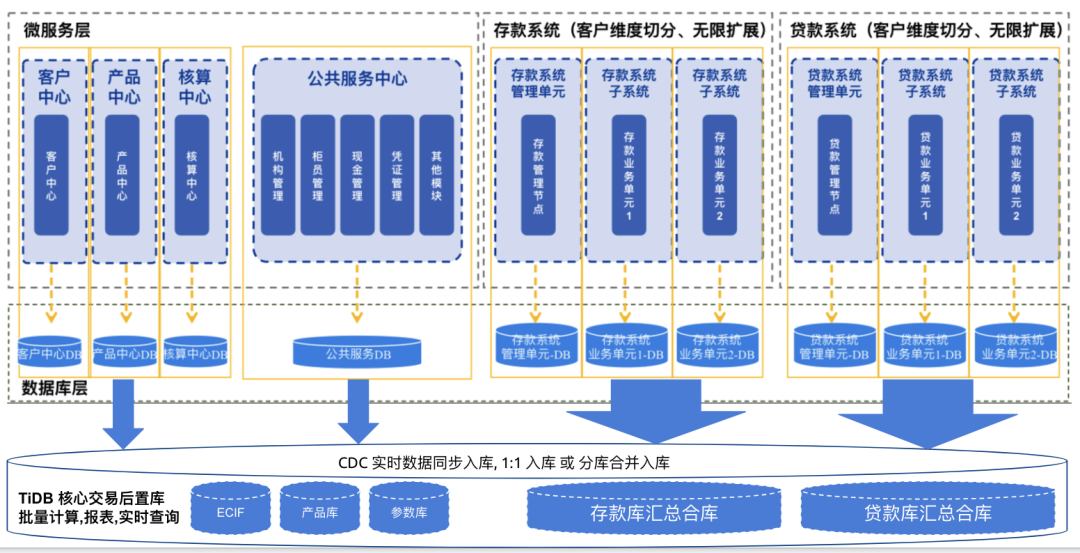 微服务层
客户
中心
客户中心
产品
中心
产品中心
核算
中心
核算中心
公共服务中心
机构管理
柜员管理
现金管理
凭证管理
其他模块
存款系统（客户维度切分、无限扩展）
存款系统
管理单元
存款管理节点
存款系统
子系统
存款业务单元1
存款系统
子系统
存款业务单元2
贷款系统（客户维度切分、无限扩展）
贷款系统
管理单元
贷款管理节点
贷款系统
子系统
贷款业务单元1
贷款系统
子系统
贷款业务单元2
客户中心DB
产品中心DB
核算中心DB
公共服务DB
存款系统
管理单元-DB
存款系统
业务单元1-DB
存款系统
业务单元2-DB
贷款系统
管理单元-DB
贷款系统
业务单元1-DB
贷款系统
业务单元2-DB
数据库层
CDC 实时数据同步入库, 1:1 入库 或 分库合并入库
TiDB 核心交易后置库
批量计算,报表,实时查询
ECIF
产品库
参数库
存款库汇总合库
贷款库汇总合库